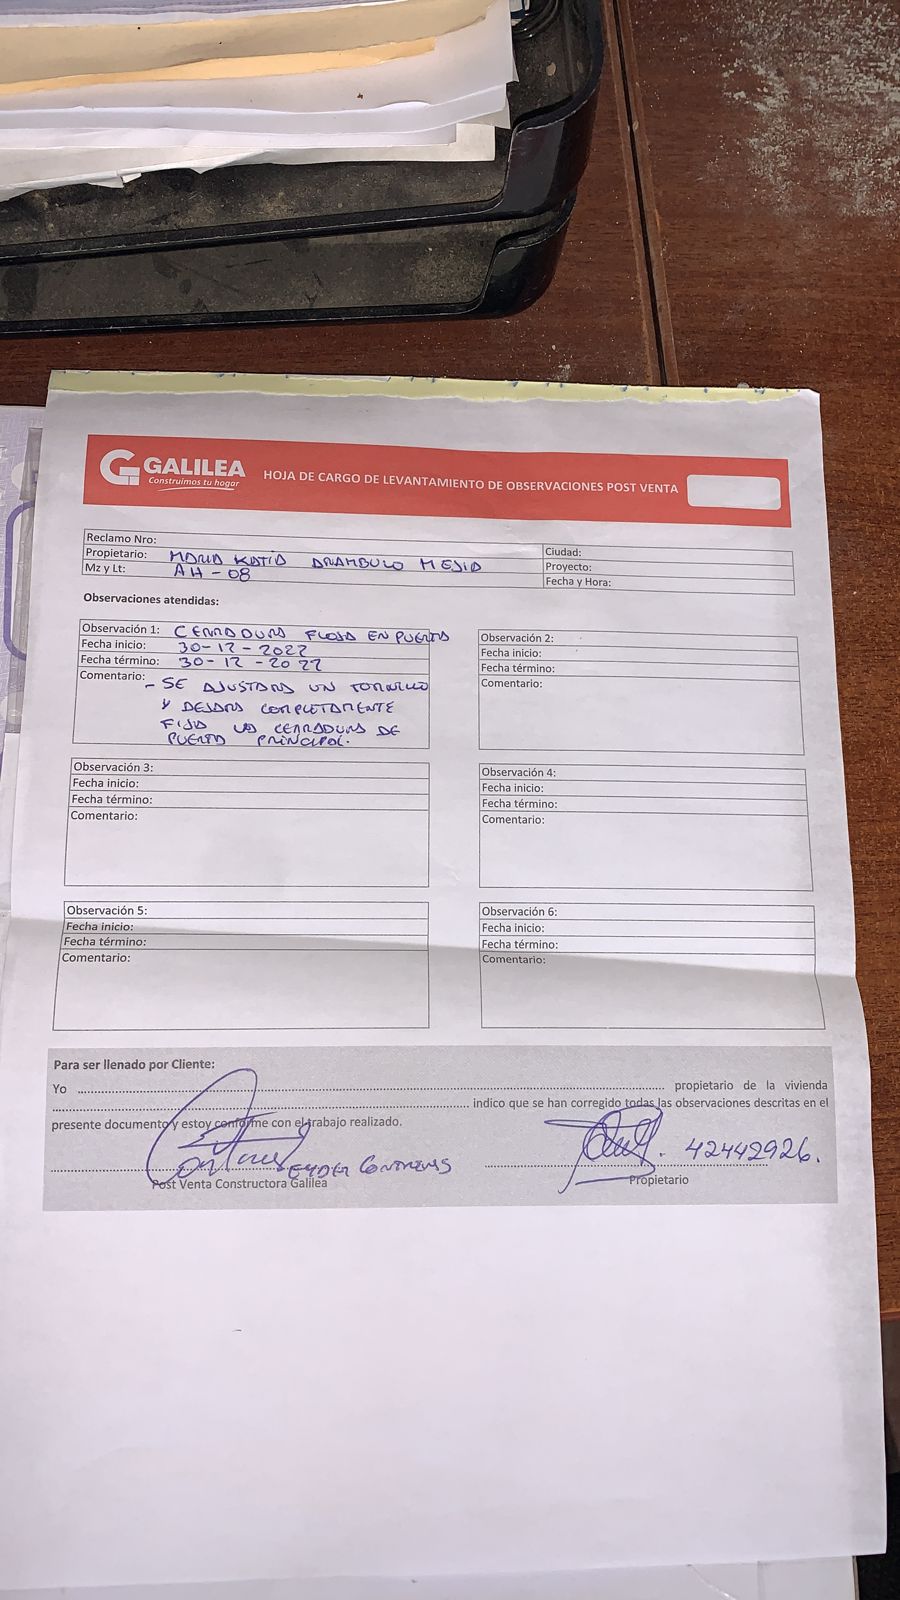 GALILEA
Construimos tu hogar
HOJA DE CARGO DE LEVANTAMIENTO DE OBSERVACIONES POST VENTA
Reclamo Nro:
Propietario: MARIA KATIA ARAMBULO MEJIA
Mz y Lt: AH - 08
Ciudad:
Proyecto:
Fecha y Hora:
Observaciones atendidas:
Observación 1: CERRADURA FLOJA EN PUERTA
Fecha inicio: 30-12-2022
Fecha término: 30-12-2022
Comentario:
- SE AJUSTARA UN TORNILLO
Y DEJARA COMPLETAMENTE
FIJA LA CERRADURA DE
PUERTA PRINCIPAL.
Observación 2:
Fecha inicio:
Fecha término:
Comentario:
Observación 3:
Fecha inicio:
Fecha término:
Comentario:
Observación 4:
Fecha inicio:
Fecha término:
Comentario:
Observación 5:
Fecha inicio:
Fecha término:
Comentario:
Observación 6:
Fecha inicio:
Fecha término:
Comentario:
Para ser llenado por Cliente:
Yo ........ propietario de la vivienda
........ indico que se han corregido todas las observaciones descritas en el
presente documento y estoy conforme con el trabajo realizado.
EYDER CONTRERAS
Post Venta Constructora Galilea
42442926.
Propietario